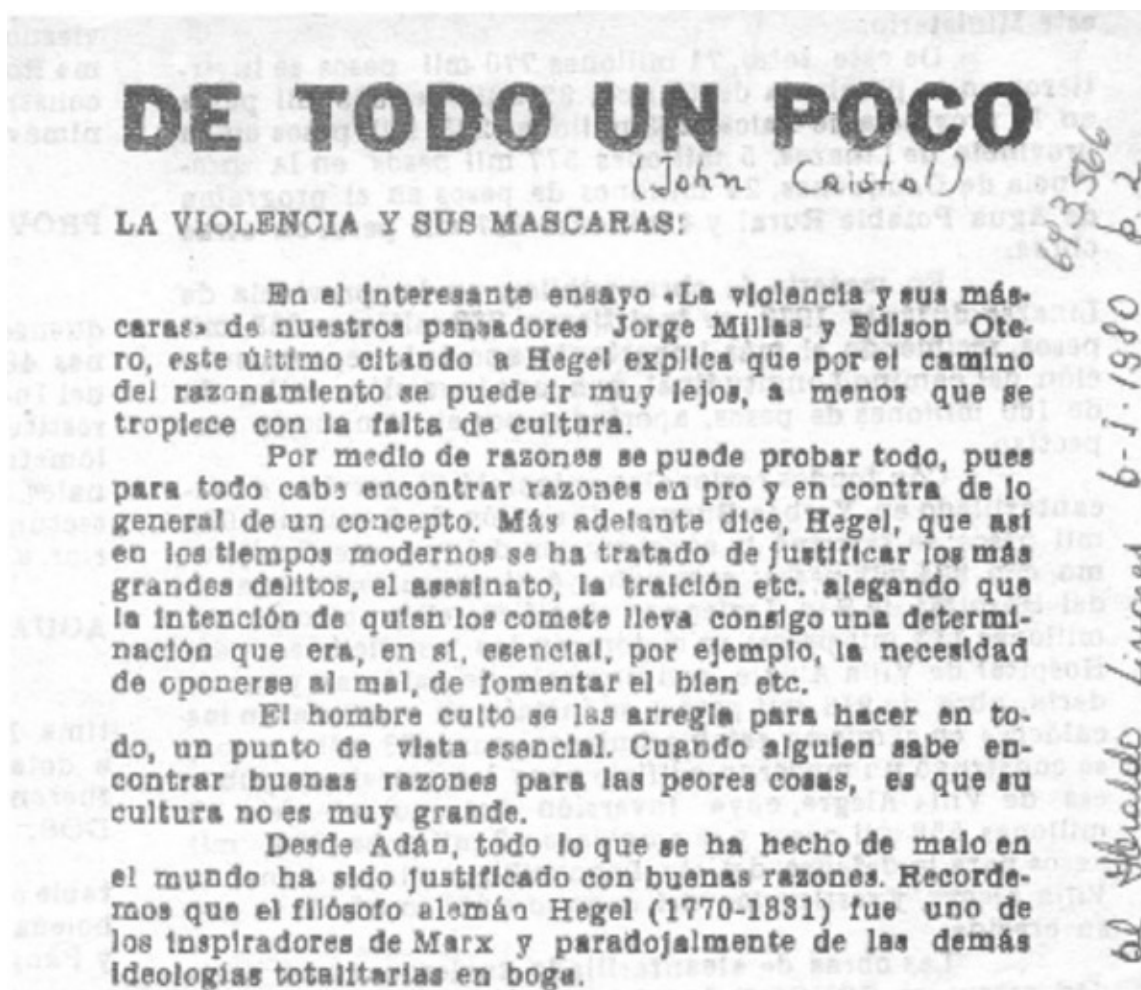 DE TODO UN POCO
(John Caistal)
LA VIOLENCIA Y SUS MASCARAS:
En el interesante ensayo «La violencia y sus más-
caras» de nuestros pensadores Jorge Millas y Edison Ote-
ro, este último citando a Hegel explica que por el camino
del razonamiento se puede ir muy lejos, a menos que se
tropiece con la falta de cultura.
Por medio de razones se puede probar todo, pues
para todo cabe encontrar razones en pro y en contra de lo
general de un concepto. Más adelante dice, Hegel, que así
en los tiempos modernos se ha tratado de justificar los más
grandes delitos, el asesinato, la traición etc. alegando que
la intención de quien los comete lleva consigo una determi-
nación que era, en si, esencial, por ejemplo, la necesidad
de oponerse al mal, de fomentar el bien etc.
El hombre culto se las arregla para hacer en to-
do, un punto de vista esencial. Cuando alguien sabe en-
contrar buenas razones para las peores cosas, es que su
cultura no es muy grande.
Desde Adán, todo lo que se ha hecho de malo en
el mundo ha sido justificado con buenas razones. Recorde-
mos que el filósofo alemán Hegel (1770-1831) fue uno de
los inspiradores de Marx y paradojalmente de las demás
ideologías totalitarias en boga.
El Heraldo, Linares, 6-1-1980 p. 2